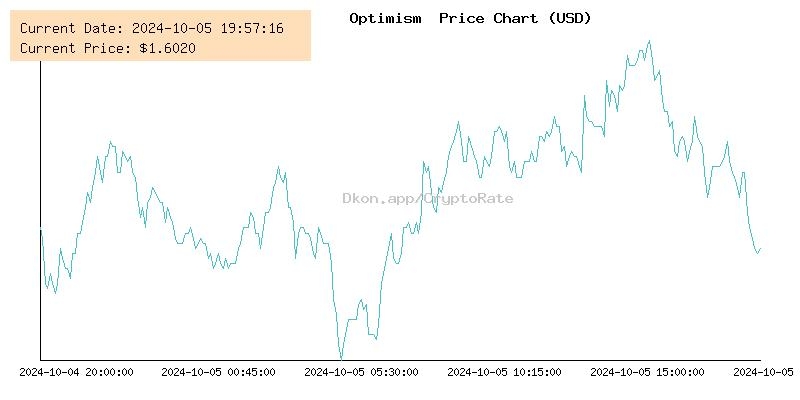 Optimism  Price Chart (USD)
Current Date: 2024-10-05 19:57:16
Current Price: $1.6020
Dkon.app/CryptoRate
2024-10-04 20:00:00 2024-10-05 00:45:00 2024-10-05 05:30:00 2024-10-05 10:15:00 2024-10-05 15:00:00 2024-10-05